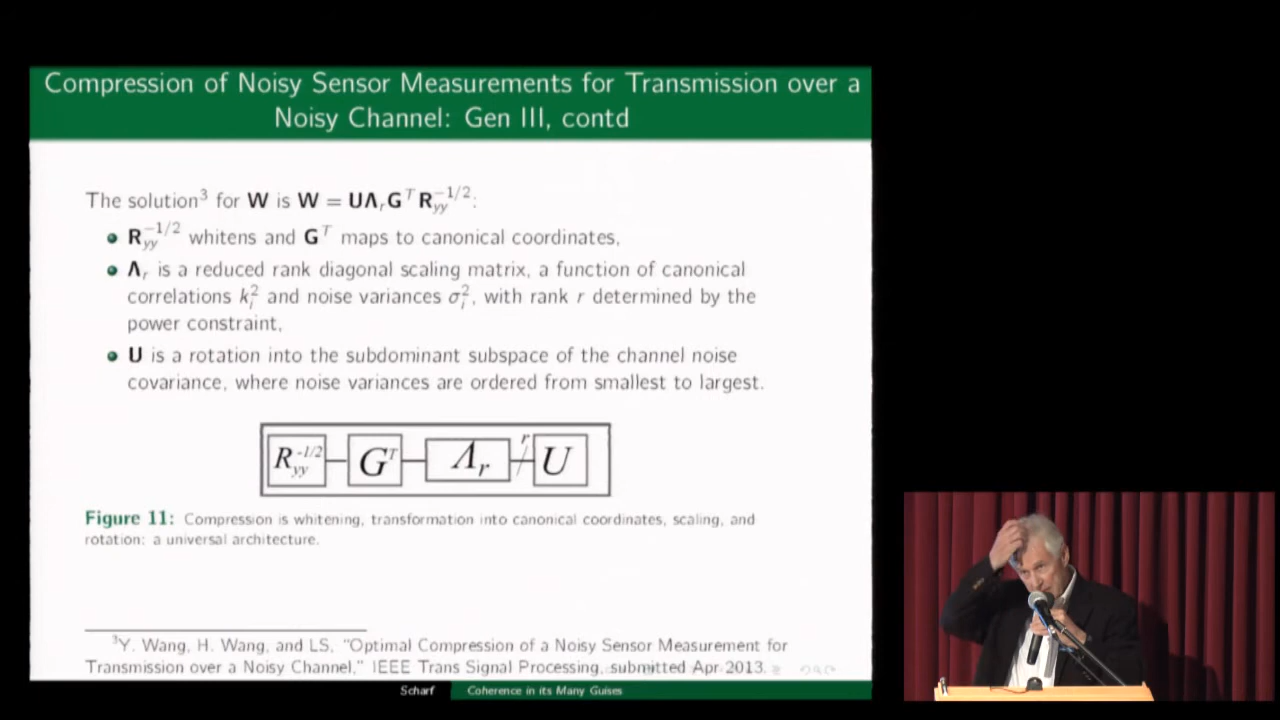 Compression of Noisy Sensor Measurements for Transmission over a
Noisy Channel: Gen III, contd
The solution³ for W is W = UΛᵣGᵀR_yy^{-1/2}:
R_yy^{-1/2} whitens and Gᵀ maps to canonical coordinates,
Λᵣ is a reduced rank diagonal scaling matrix, a function of canonical
correlations kᵢ² and noise variances σᵢ², with rank r determined by the
power constraint,
U is a rotation into the subdominant subspace of the channel noise
covariance, where noise variances are ordered from smallest to largest.
R_yy^{-1/2} Gᵀ Λᵣ r U
Figure 11: Compression is whitening, transformation into canonical coordinates, scaling, and
rotation: a universal architecture.
³Y. Wang, H. Wang, and LS, “Optimal Compression of a Noisy Sensor Measurement for
Transmission over a Noisy Channel,” IEEE Trans Signal Processing, submitted Apr 2013.
Scharf Coherence in its Many Guises